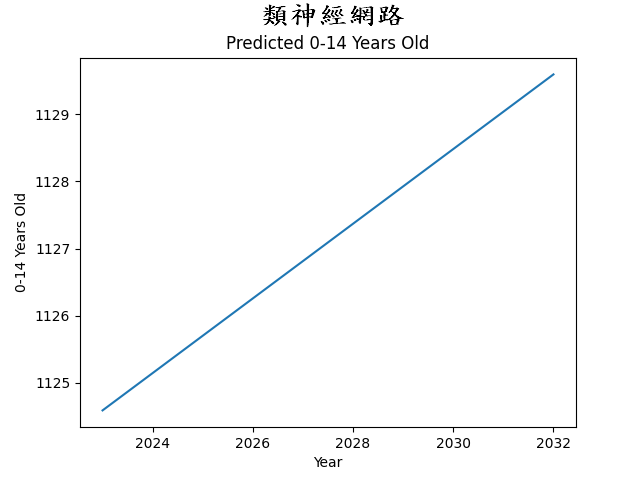 類神經網路
Predicted 0-14 Years Old
1129
1128
1127
1126
1125
0-14 Years Old
2024 2026 2028 2030 2032
Year